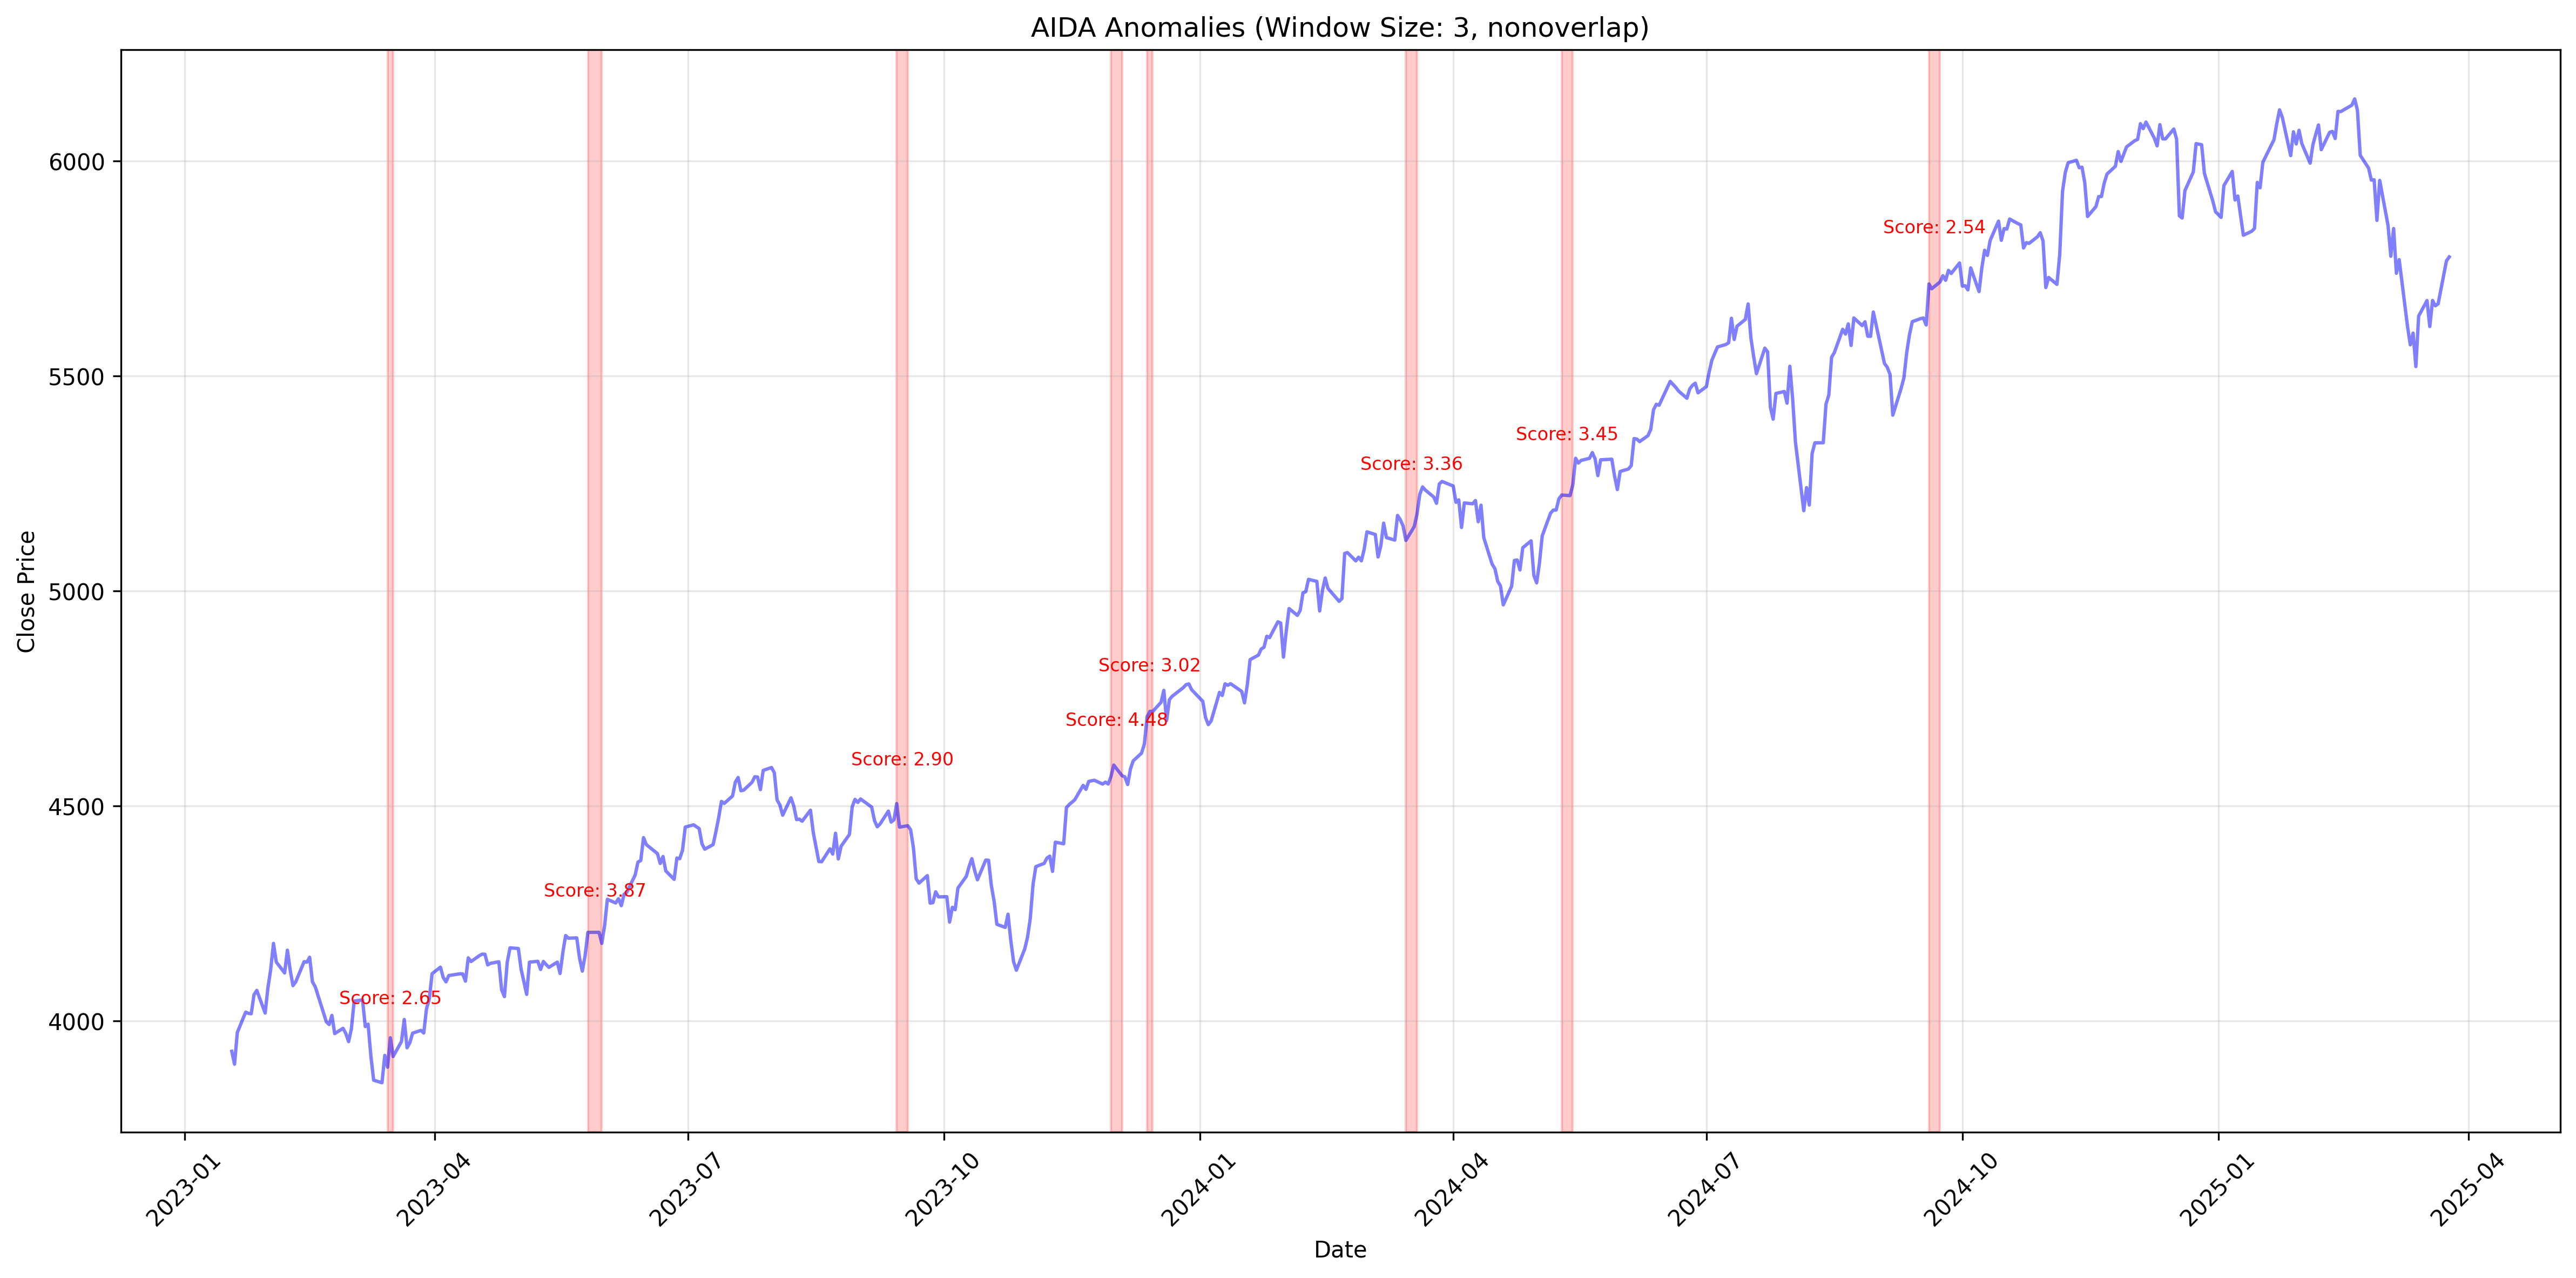 AIDA Anomalies (Window Size: 3, nonoverlap)
Close Price
6000
5500
5000
4500
4000
Score: 2.65
Score: 3.87
Score: 2.90
Score: 4.48
Score: 3.02
Score: 3.36
Score: 3.45
Score: 2.54
2023-01
2023-04
2023-07
2023-10
2024-01
2024-04
2024-07
2024-10
2025-01
2025-04
Date